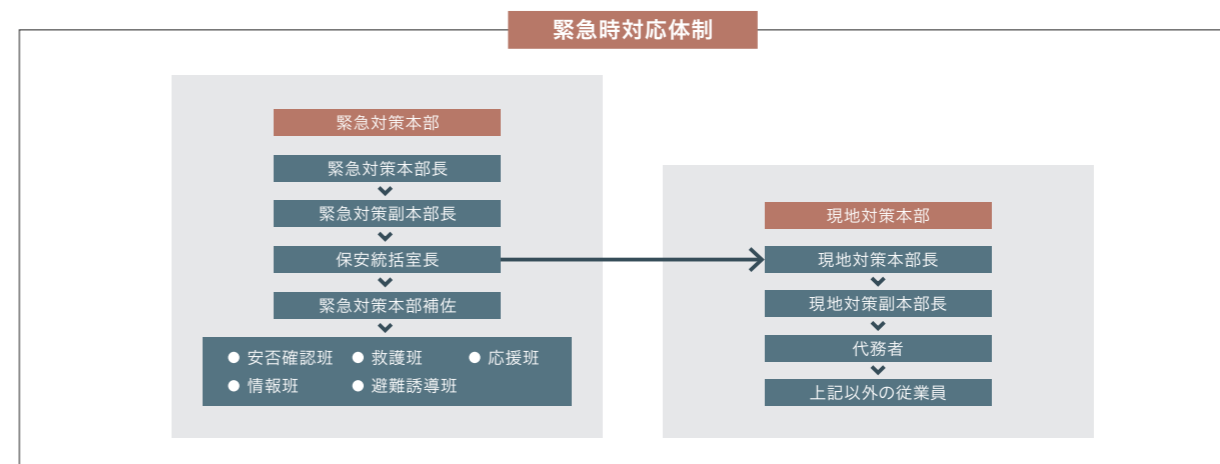 緊急時対応体制
緊急対策本部
緊急対策本部長
緊急対策副本部長
保安統括室長
緊急対策本部補佐
● 安否確認班 ● 救護班 ● 応援班
● 情報班 ● 避難誘導班
現地対策本部
現地対策本部長
現地対策副本部長
代務者
上記以外の従業員